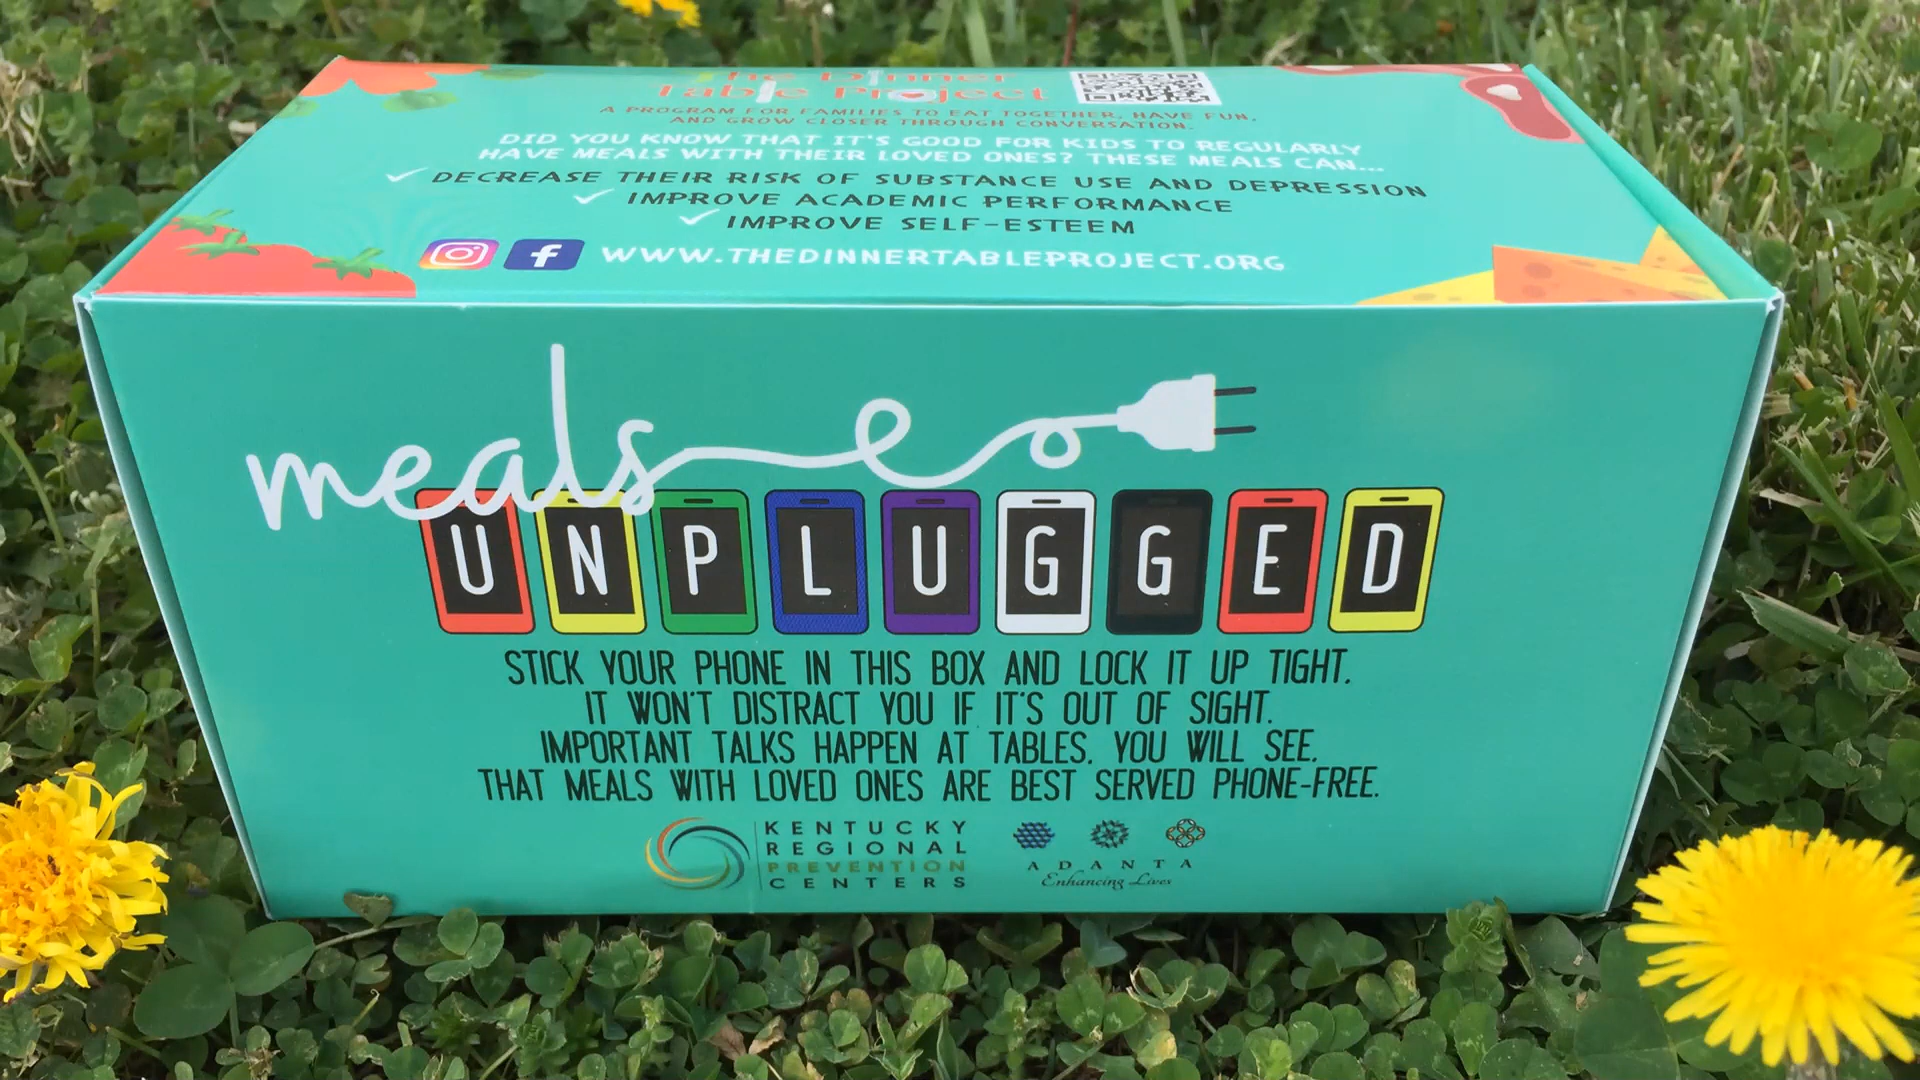 The Dinner
Table Project
A PROGRAM FOR FAMILIES TO EAT TOGETHER, HAVE FUN,
AND GROW CLOSER THROUGH CONVERSATION.
DID YOU KNOW THAT IT'S GOOD FOR KIDS TO REGULARLY
HAVE MEALS WITH THEIR LOVED ONES? THESE MEALS CAN...
DECREASE THEIR RISK OF SUBSTANCE USE AND DEPRESSION
IMPROVE ACADEMIC PERFORMANCE
IMPROVE SELF-ESTEEM
WWW.THEDINNERTABLEPROJECT.ORG
meals
UNPLUGGED
STICK YOUR PHONE IN THIS BOX AND LOCK IT UP TIGHT.
IT WON'T DISTRACT YOU IF IT'S OUT OF SIGHT.
IMPORTANT TALKS HAPPEN AT TABLES, YOU WILL SEE,
THAT MEALS WITH LOVED ONES ARE BEST SERVED PHONE-FREE.
KENTUCKY
REGIONAL
PREVENTION
CENTERS
ADANTA
Enhancing Lives